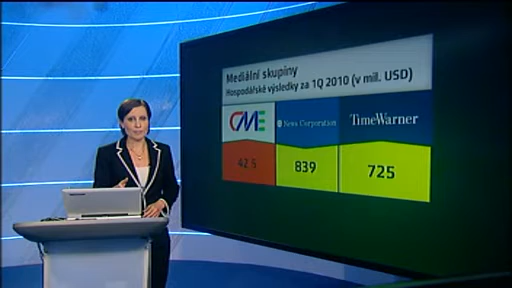 Mediální skupiny
Hospodářské výsledky za 1Q 2010 (v mil. USD)
CME
News Corporation
TimeWarner
42 5
839
725